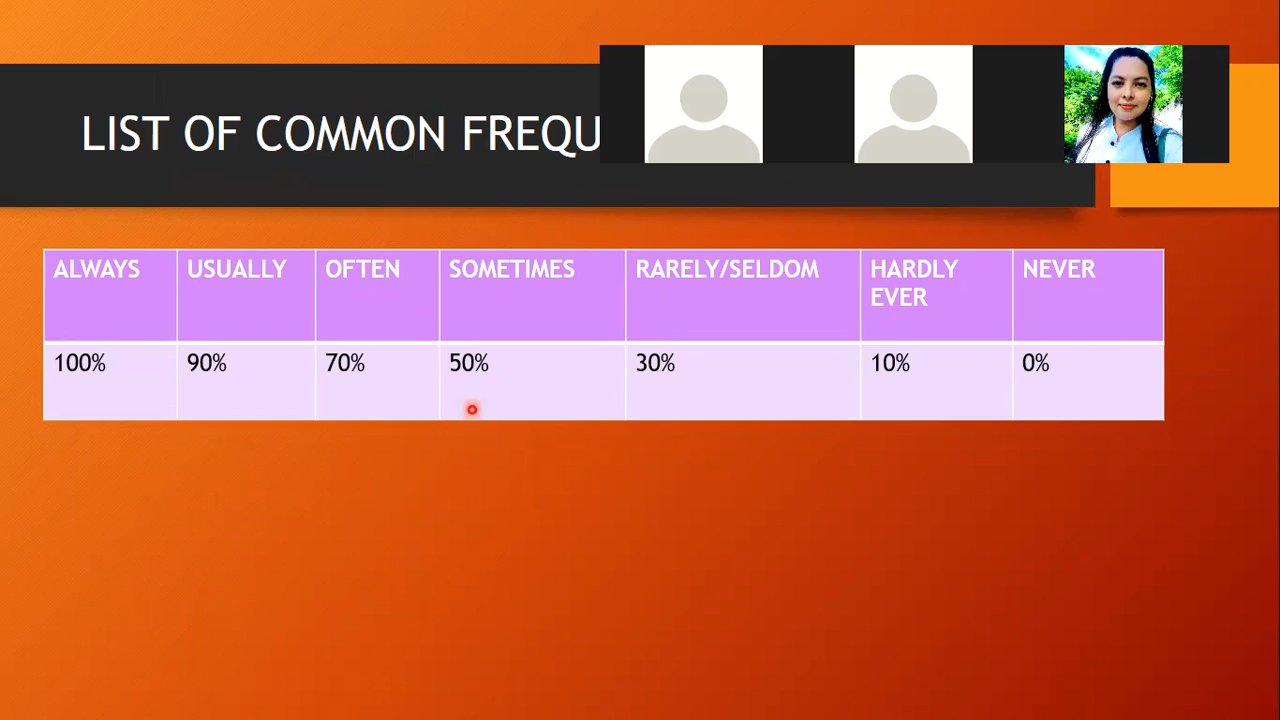 LIST OF COMMON FREQU
ALWAYS USUALLY OFTEN SOMETIMES RARELY/SELDOM HARDLY EVER NEVER
100% 90% 70% 50% 30% 10% 0%